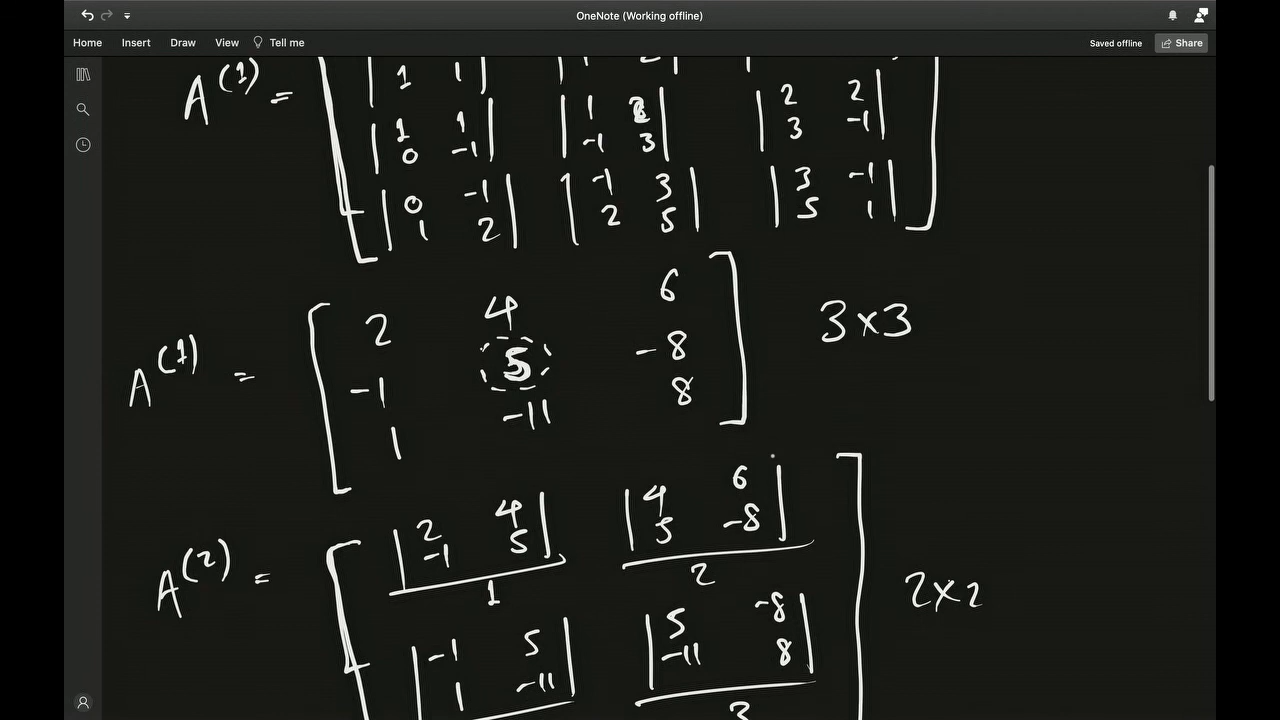 OneNote (Working offline)
Home Insert Draw View Tell me Saved offline Share
A^(1) =
1 1 1
1 1 1 2 2 2
0 -1 -1 3 3 -1
0 -1 -1 3 3 -1
1 2 2 5 5 1
A^(1) = 2 4 6 3×3
-1 5 -8
1 -11 8
A^(2) = 2 4 4 6 2×2
-1 5 5 -8
1 2
-1 5 5 -8
1 -11 -11 8
3